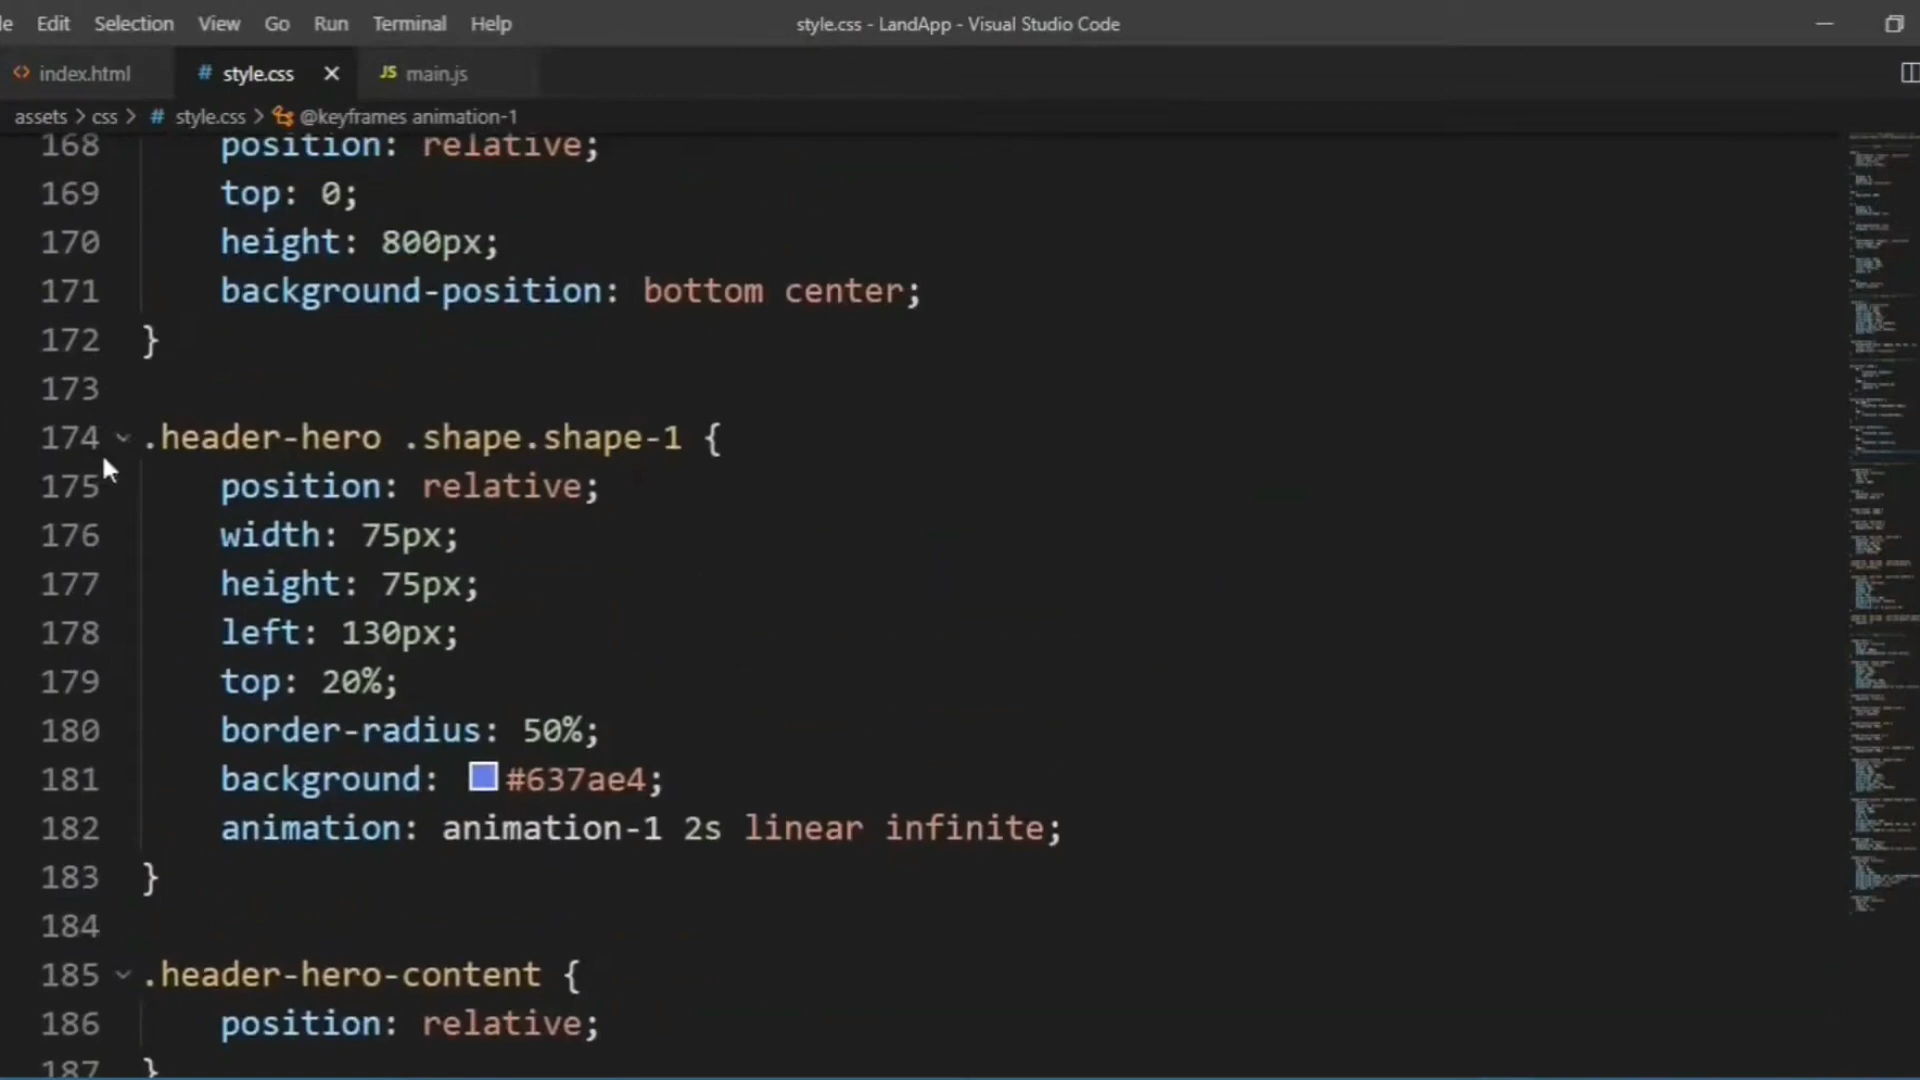 Edit Selection View Go Run Terminal Help style.css - LandApp - Visual Studio Code
index.html # style.css JS main.js
assets > css > # style.css > @keyframes animation-1
168 position: relative;
169 top: 0;
170 height: 800px;
171 background-position: bottom center;
172 }
173
174 .header-hero .shape.shape-1 {
175 position: relative;
176 width: 75px;
177 height: 75px;
178 left: 130px;
179 top: 20%;
180 border-radius: 50%;
181 background: #637ae4;
182 animation: animation-1 2s linear infinite;
183 }
184
185 .header-hero-content {
186 position: relative;
187 }